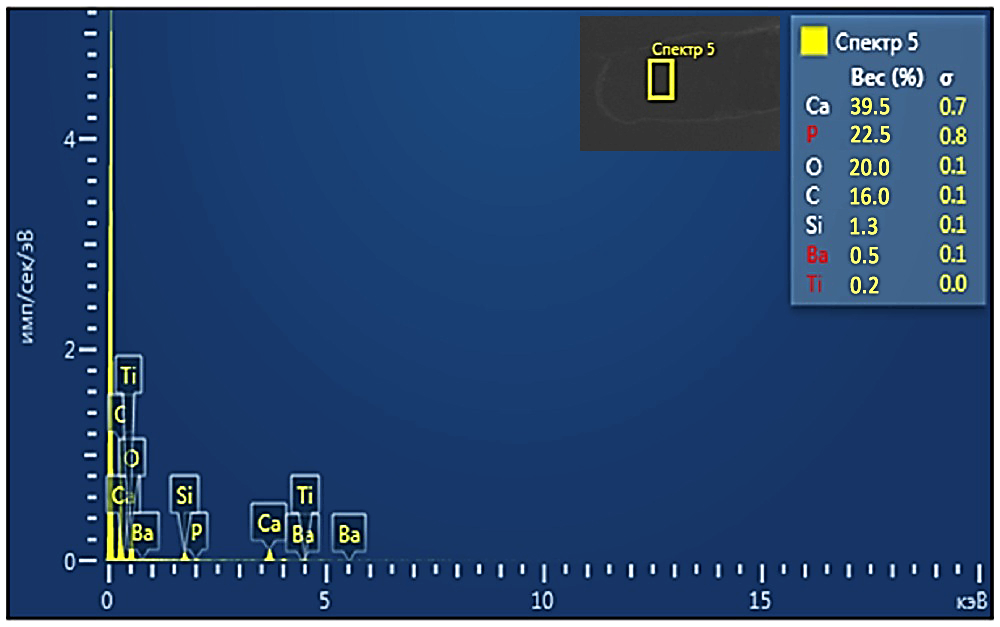 Спектр 5
Спектр 5
Вес (%) σ
Ca 39.5 0.7
P 22.5 0.8
O 20.0 0.1
C 16.0 0.1
Si 1.3 0.1
Ba 0.5 0.1
Ti 0.2 0.0
имп/сек/эВ
4
2
0
Ti
C
O
Ca
Ba
Si
P
Ca
Ti
Ba
Ba
0 5 10 15 кэВ